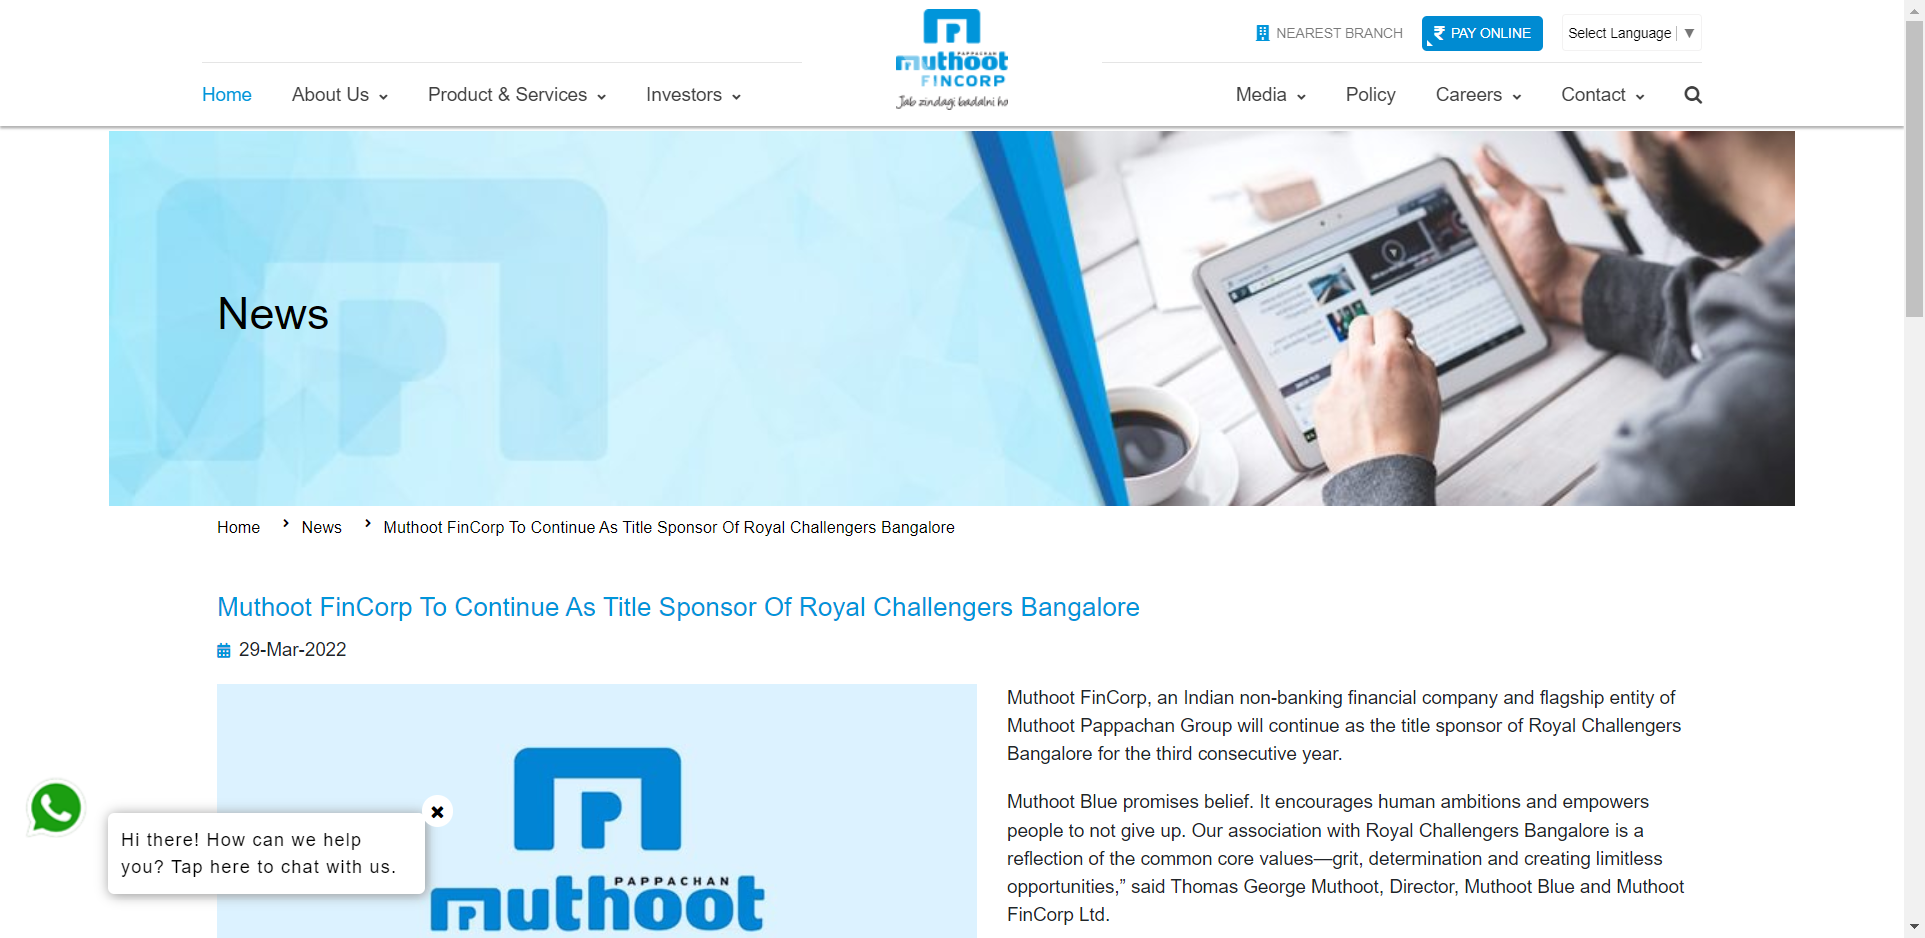 NEAREST BRANCH
PAY ONLINE
Select Language ▼
PAPPACHAN
muthoot
FINCORP
Jab zindagi badalni ho
Home
About Us
Product & Services
Investors
Media
Policy
Careers
Contact
News
Home
News
Muthoot FinCorp To Continue As Title Sponsor Of Royal Challengers Bangalore
Muthoot FinCorp To Continue As Title Sponsor Of Royal Challengers Bangalore
29-Mar-2022
Muthoot FinCorp, an Indian non-banking financial company and flagship entity of
Muthoot Pappachan Group will continue as the title sponsor of Royal Challengers
Bangalore for the third consecutive year.
Muthoot Blue promises belief. It encourages human ambitions and empowers
people to not give up. Our association with Royal Challengers Bangalore is a
reflection of the common core values—grit, determination and creating limitless
opportunities,” said Thomas George Muthoot, Director, Muthoot Blue and Muthoot
FinCorp Ltd.
PAPPACHAN
muthoot
Hi there! How can we help
you? Tap here to chat with us.